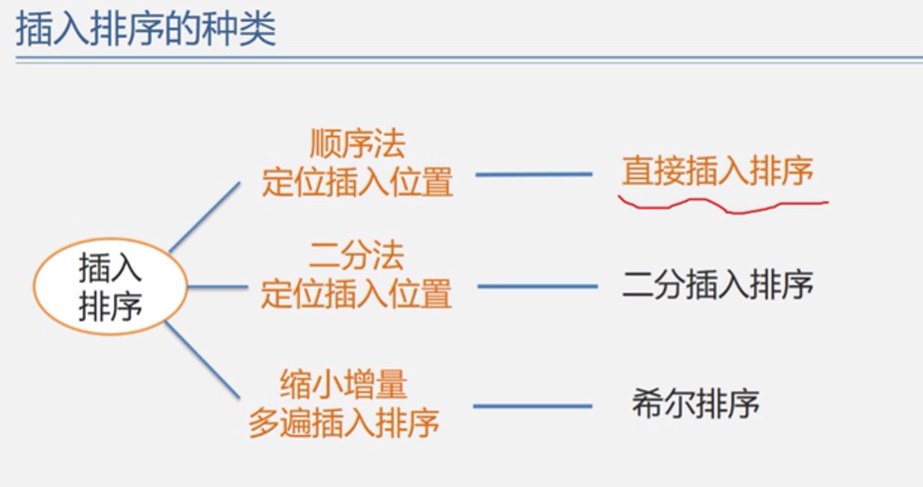 插入排序的种类
顺序法
定位插入位置
直接插入排序
插入
排序
二分法
定位插入位置
二分插入排序
缩小增量
多遍插入排序
希尔排序